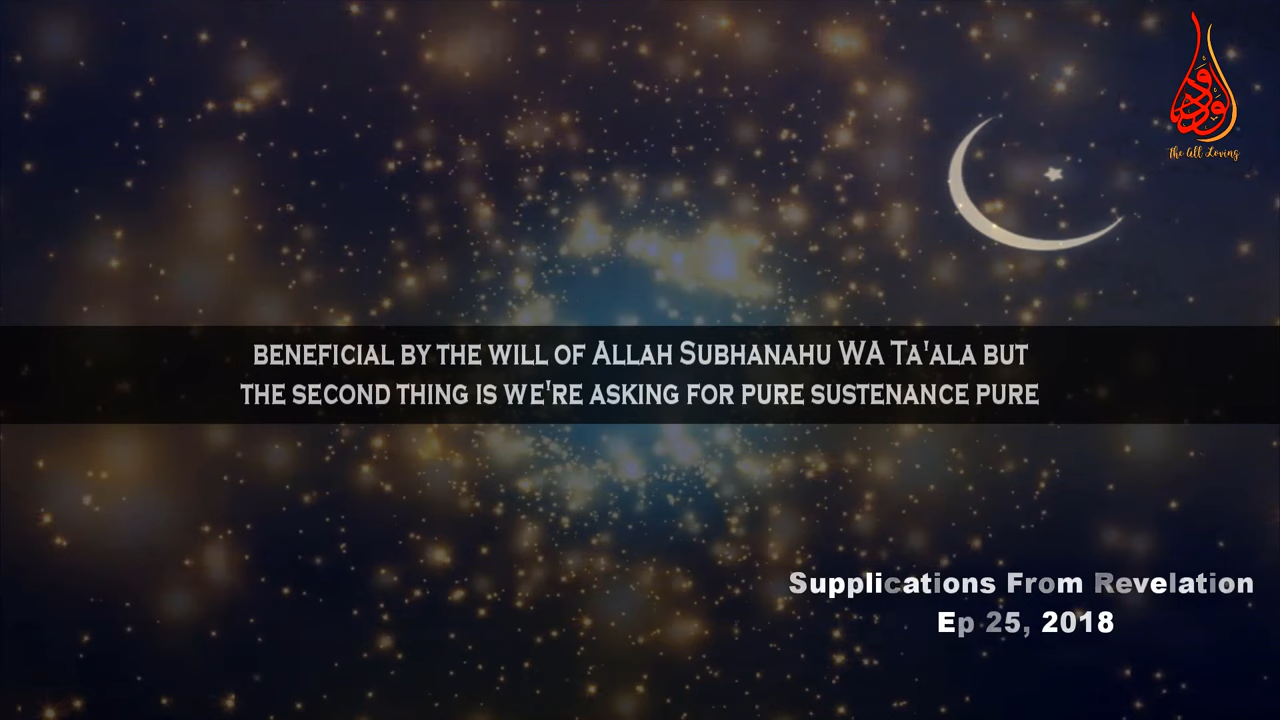 The All Loving
BENEFICIAL BY THE WILL OF ALLAH SUBHANAHU WA TA'ALA BUT
THE SECOND THING IS WE'RE ASKING FOR PURE SUSTENANCE PURE
Supplications From Revelation
Ep 25, 2018